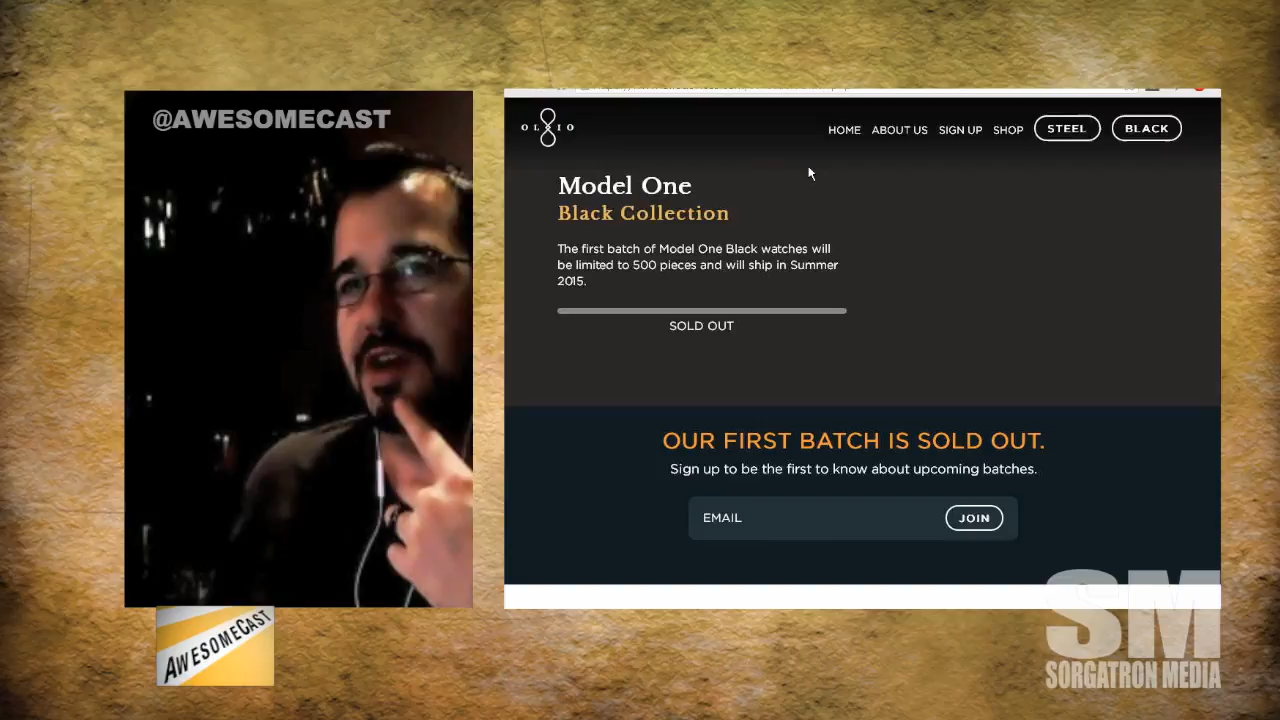 @AWESOMECAST
OLIO
HOME ABOUT US SIGN UP SHOP STEEL BLACK
Model One
Black Collection
The first batch of Model One Black watches will
be limited to 500 pieces and will ship in Summer
2015.
SOLD OUT
OUR FIRST BATCH IS SOLD OUT.
Sign up to be the first to know about upcoming batches.
EMAIL JOIN
AWESOMECAST
SM
SORGATRON MEDIA